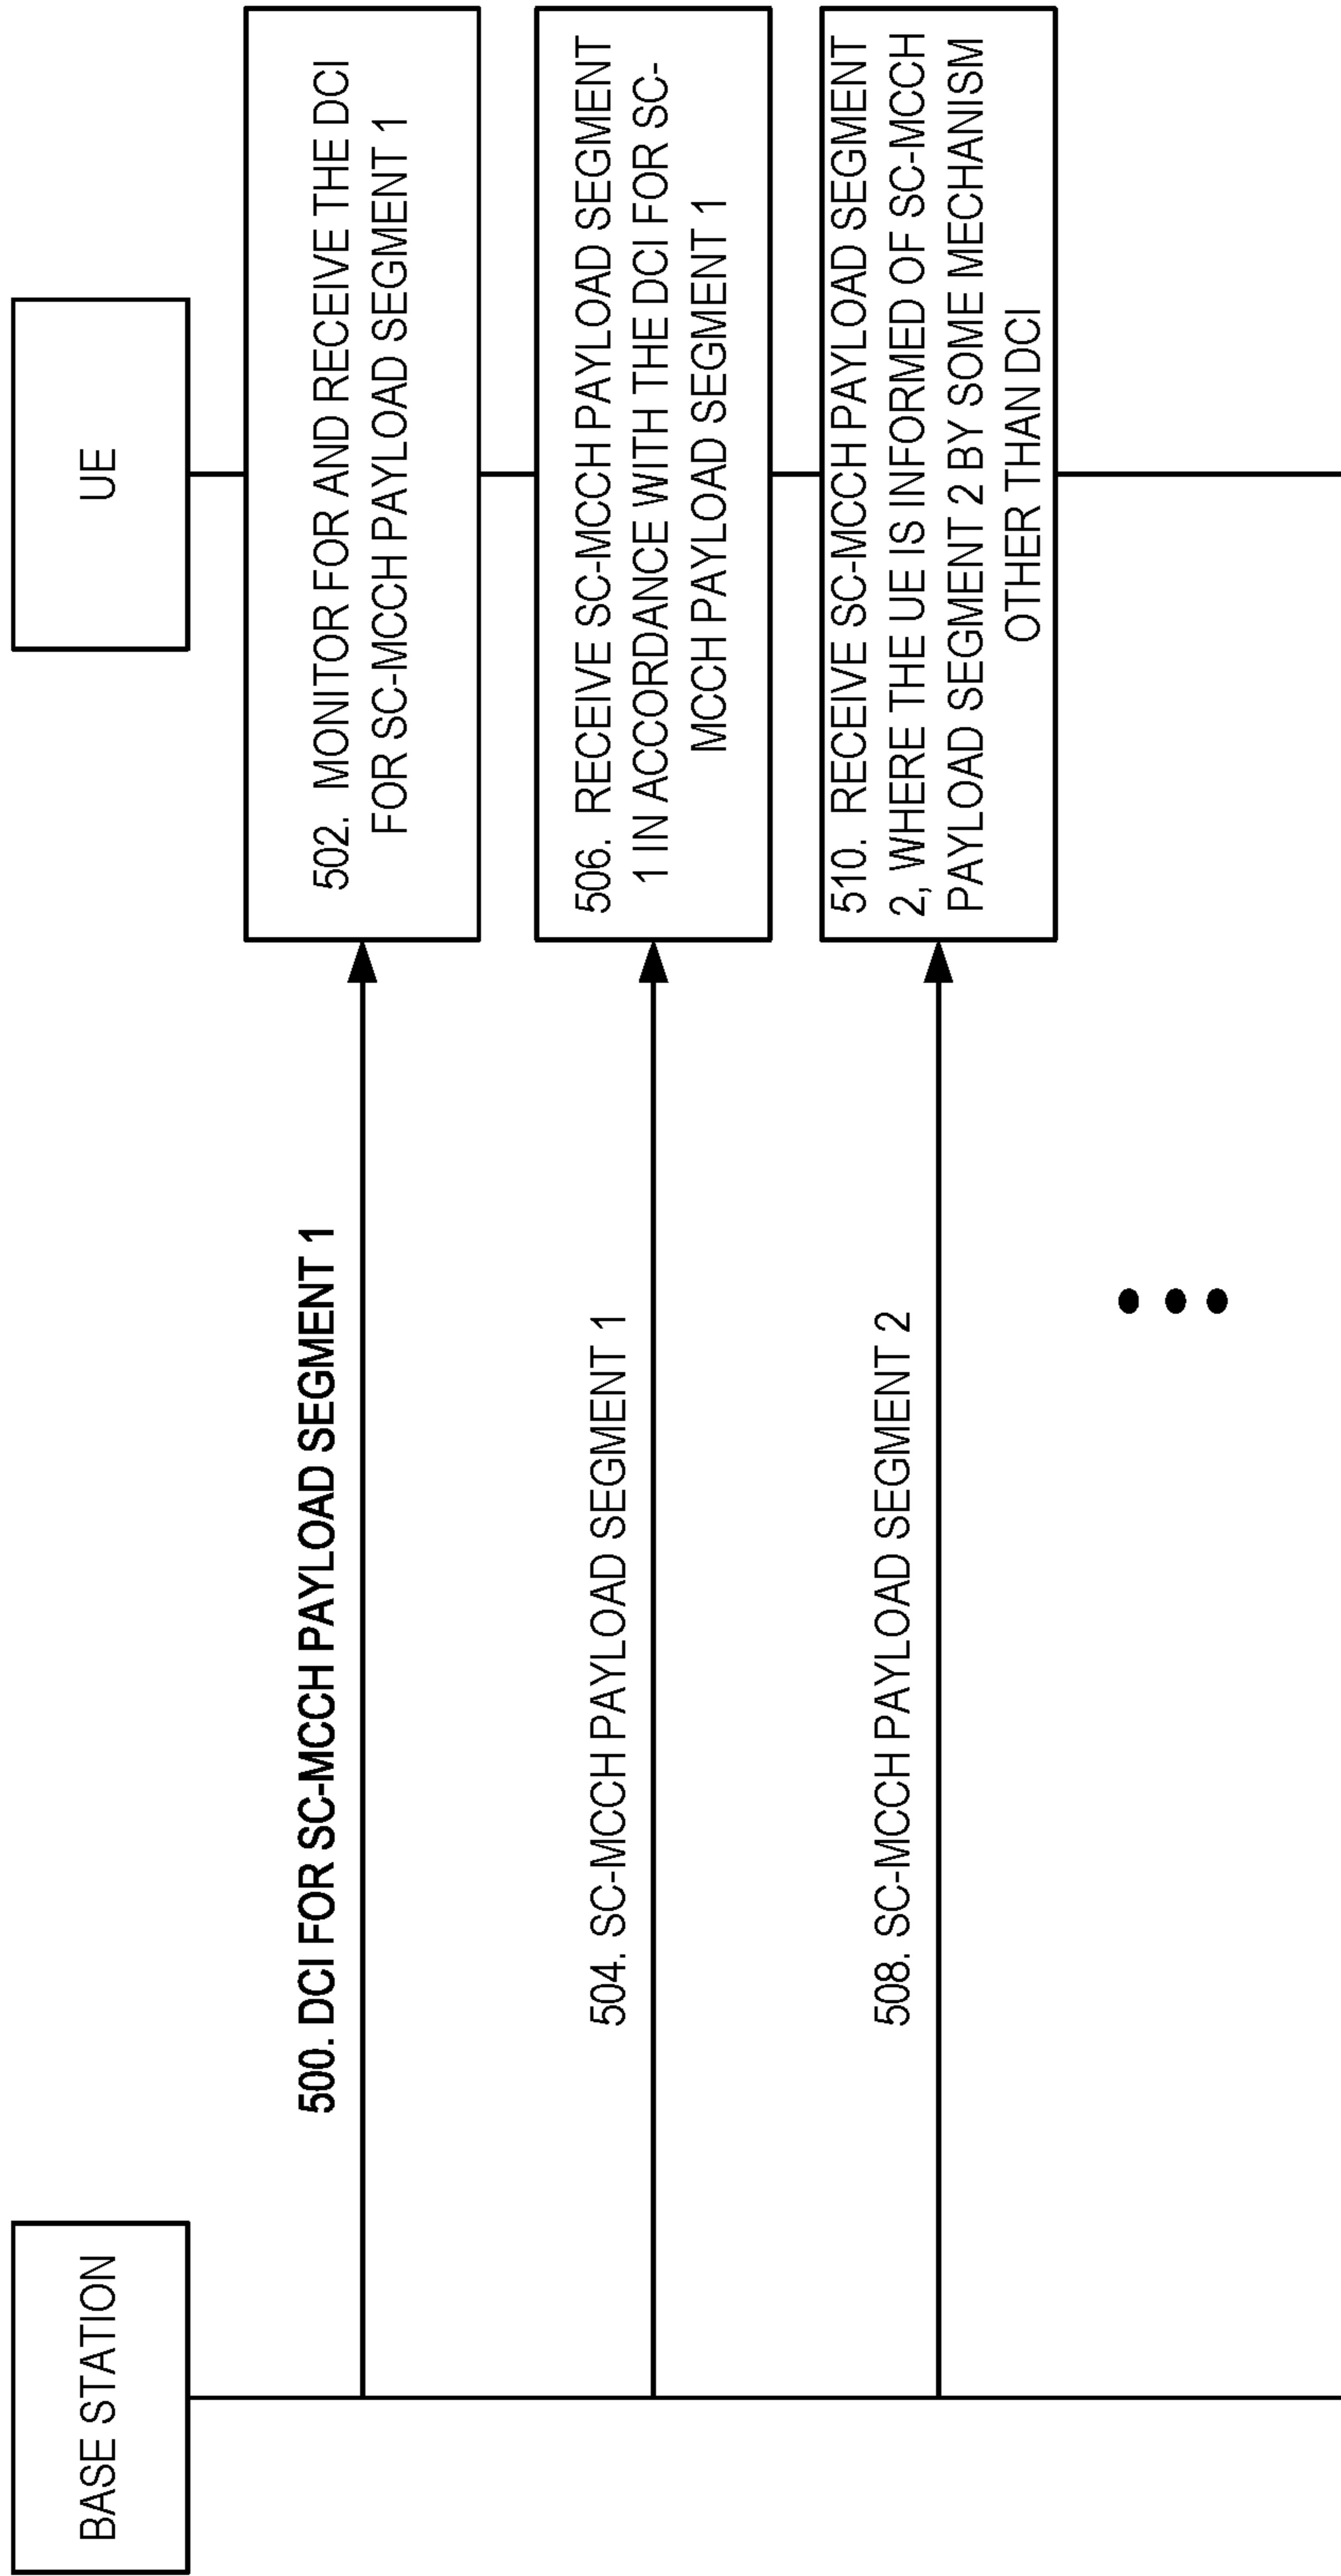 BASE STATION
UE
500. DCI FOR SC-MCCH PAYLOAD SEGMENT 1
502. MONITOR FOR AND RECEIVE THE DCI
FOR SC-MCCH PAYLOAD SEGMENT 1
504. SC-MCCH PAYLOAD SEGMENT 1
506. RECEIVE SC-MCCH PAYLOAD SEGMENT
1 IN ACCORDANCE WITH THE DCI FOR SC-
MCCH PAYLOAD SEGMENT 1
508. SC-MCCH PAYLOAD SEGMENT 2
510. RECEIVE SC-MCCH PAYLOAD SEGMENT
2, WHERE THE UE IS INFORMED OF SC-MCCH
PAYLOAD SEGMENT 2 BY SOME MECHANISM
OTHER THAN DCI